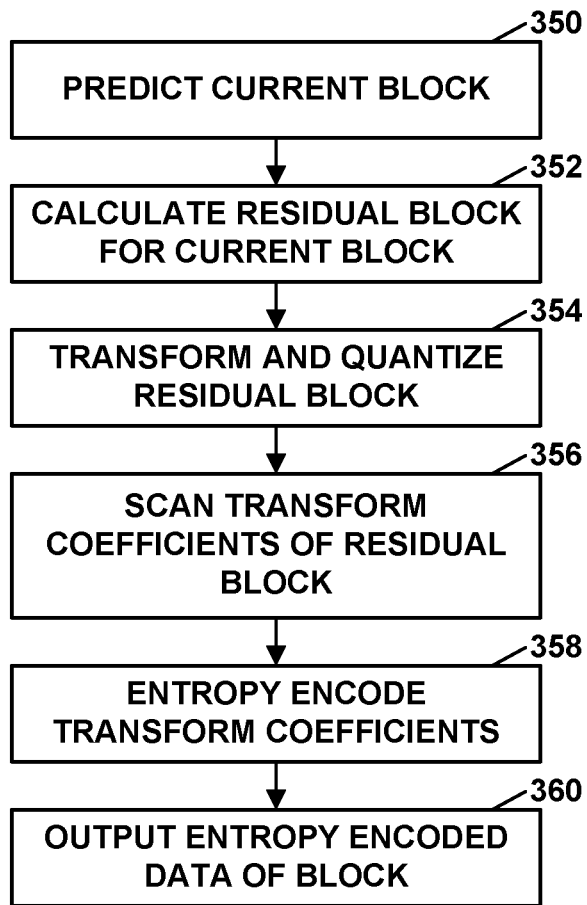 350
PREDICT CURRENT BLOCK
352
CALCULATE RESIDUAL BLOCK
FOR CURRENT BLOCK
354
TRANSFORM AND QUANTIZE
RESIDUAL BLOCK
356
SCAN TRANSFORM
COEFFICIENTS OF RESIDUAL
BLOCK
358
ENTROPY ENCODE
TRANSFORM COEFFICIENTS
360
OUTPUT ENTROPY ENCODED
DATA OF BLOCK